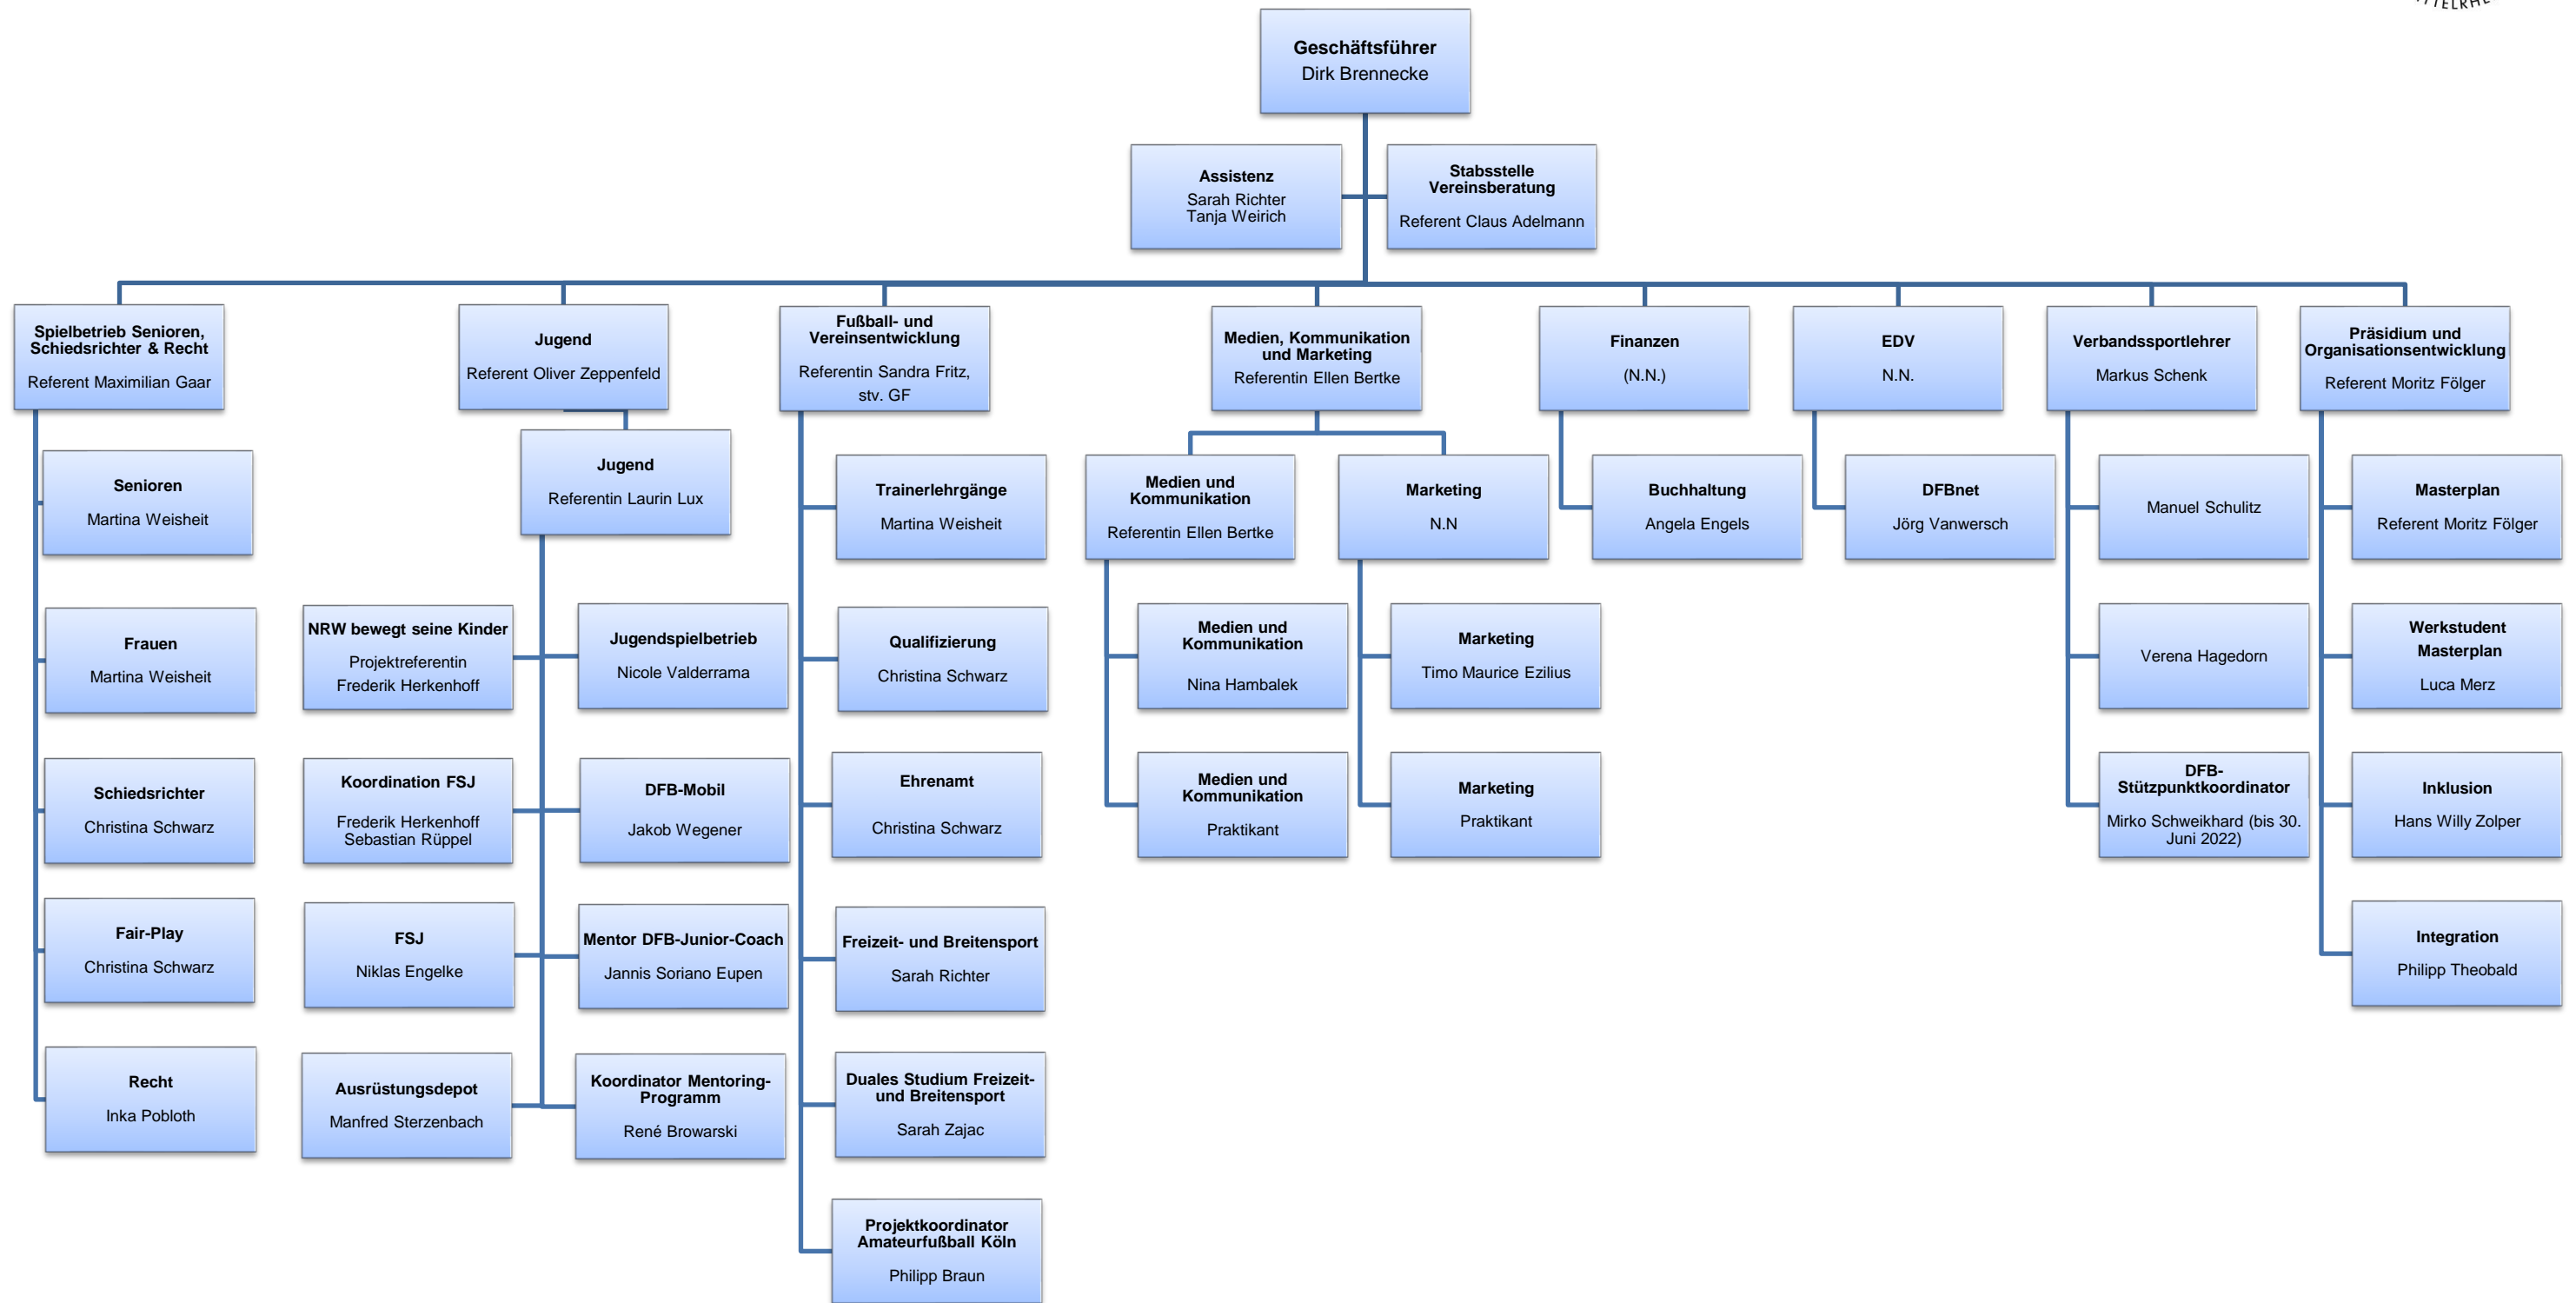 Geschäftsführer
Dirk Brennecke
Assistenz
Sarah Richter
Tanja Weirich
Stabsstelle
Vereinsberatung
Referent Claus Adelmann
Spielbetrieb Senioren,
Schiedsrichter & Recht
Referent Maximilian Gaar
Jugend
Referent Oliver Zeppenfeld
Fußball- und
Vereinsentwicklung
Referentin Sandra Fritz,
stv. GF
Medien, Kommunikation
und Marketing
Referentin Ellen Bertke
Finanzen
(N.N.)
EDV
N.N.
Verbandssportlehrer
Markus Schenk
Präsidium und
Organisationsentwicklung
Referent Moritz Fölger
Senioren
Martina Weisheit
Frauen
Martina Weisheit
Schiedsrichter
Christina Schwarz
Fair-Play
Christina Schwarz
Recht
Inka Pobloth
Jugend
Referentin Laurin Lux
NRW bewegt seine Kinder
Projektreferentin
Frederik Herkenhoff
Jugendspielbetrieb
Nicole Valderrama
Koordination FSJ
Frederik Herkenhoff
Sebastian Rüppel
DFB-Mobil
Jakob Wegener
FSJ
Niklas Engelke
Mentor DFB-Junior-Coach
Jannis Soriano Eupen
Ausrüstungsdepot
Manfred Sterzenbach
Koordinator Mentoring-
Programm
René Browarski
Trainerlehrgänge
Martina Weisheit
Qualifizierung
Christina Schwarz
Ehrenamt
Christina Schwarz
Freizeit- und Breitensport
Sarah Richter
Duales Studium Freizeit-
und Breitensport
Sarah Zajac
Projektkoordinator
Amateurfußball Köln
Philipp Braun
Medien und
Kommunikation
Referentin Ellen Bertke
Medien und
Kommunikation
Nina Hambalek
Medien und
Kommunikation
Praktikant
Marketing
N.N
Marketing
Timo Maurice Ezilius
Marketing
Praktikant
Buchhaltung
Angela Engels
DFBnet
Jörg Vanwersch
Manuel Schulitz
Verena Hagedorn
DFB-
Stützpunktkoordinator
Mirko Schweikhard (bis 30.
Juni 2022)
Masterplan
Referent Moritz Fölger
Werkstudent
Masterplan
Luca Merz
Inklusion
Hans Willy Zolper
Integration
Philipp Theobald